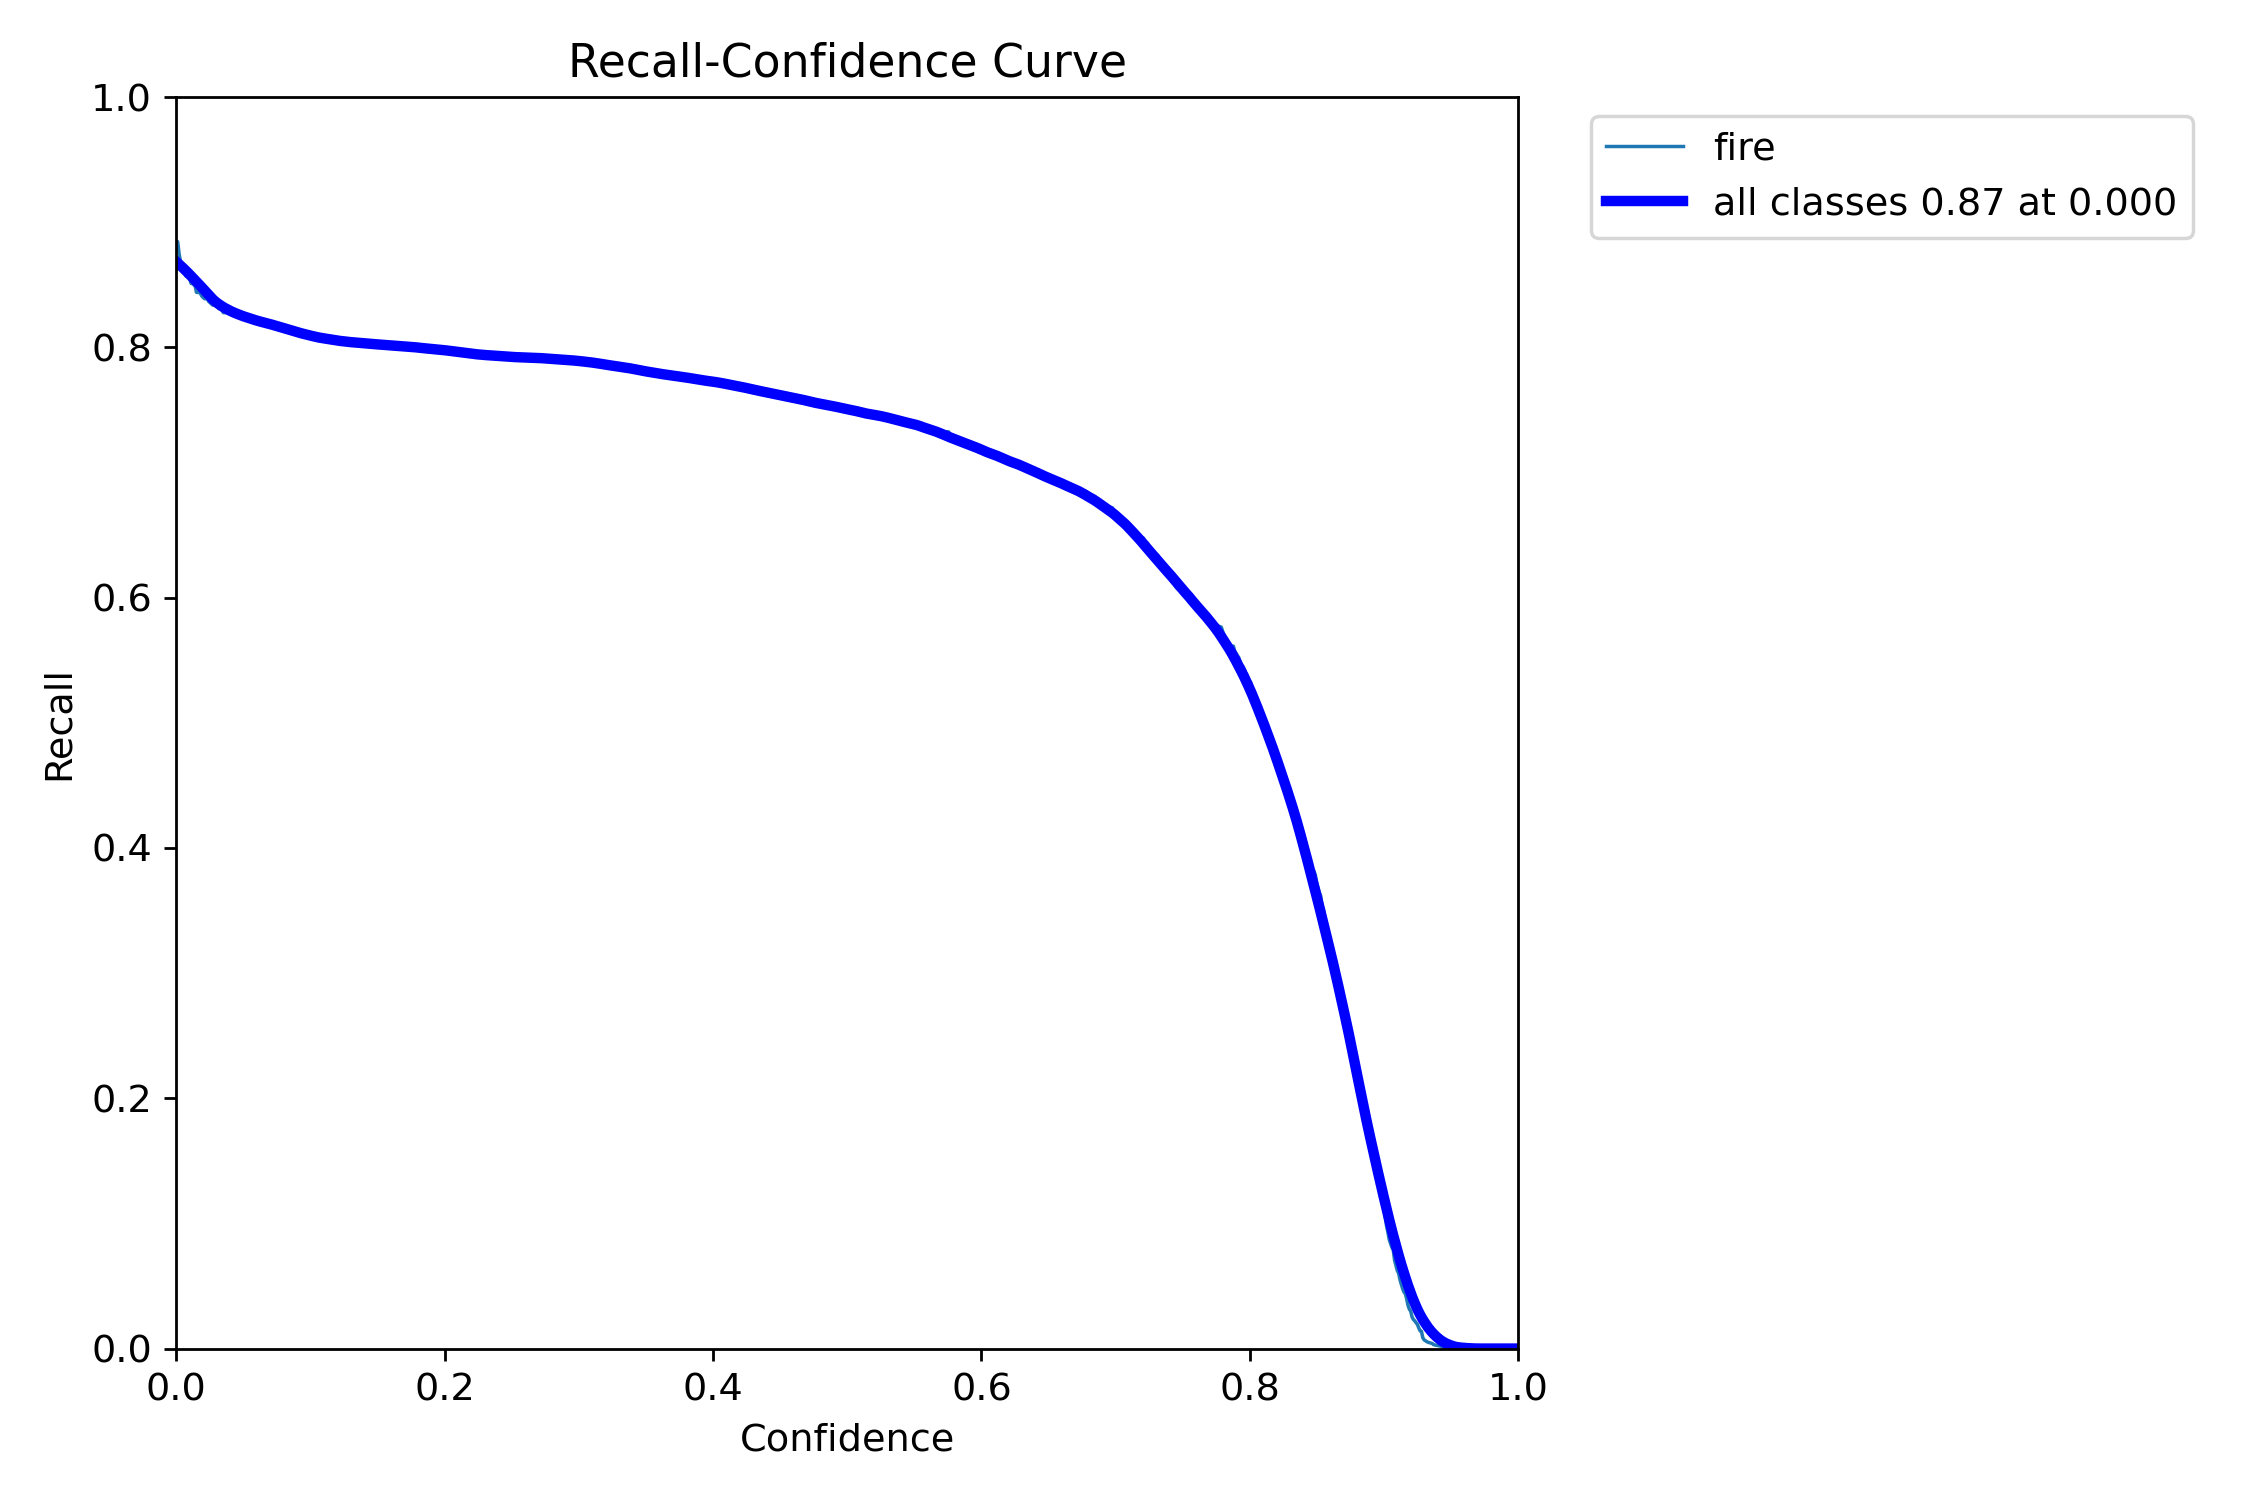 Recall-Confidence Curve
1.0
0.8
0.6
0.4
0.2
0.0
Recall
0.0 0.2 0.4 0.6 0.8 1.0
Confidence
fire
all classes 0.87 at 0.000